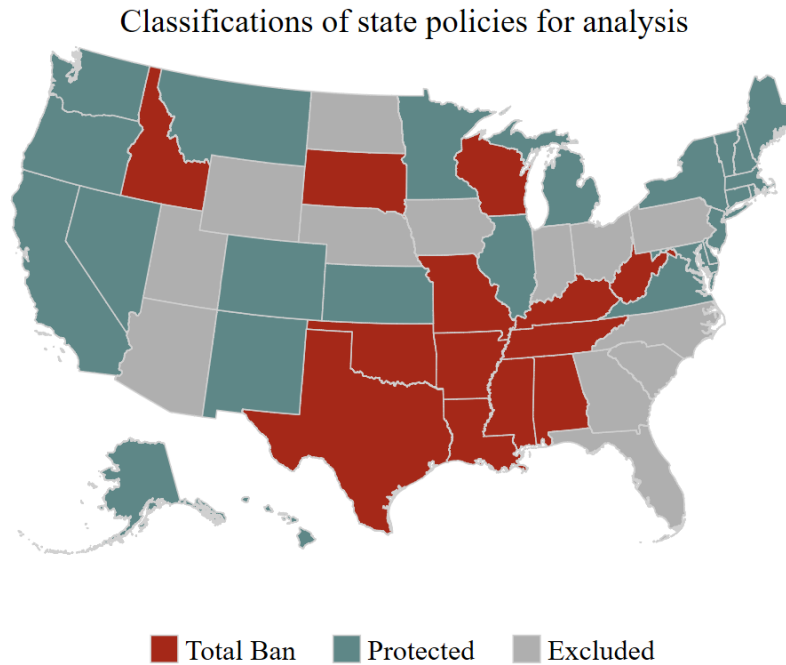 Classifications of state policies for analysis
Total Ban Protected Excluded